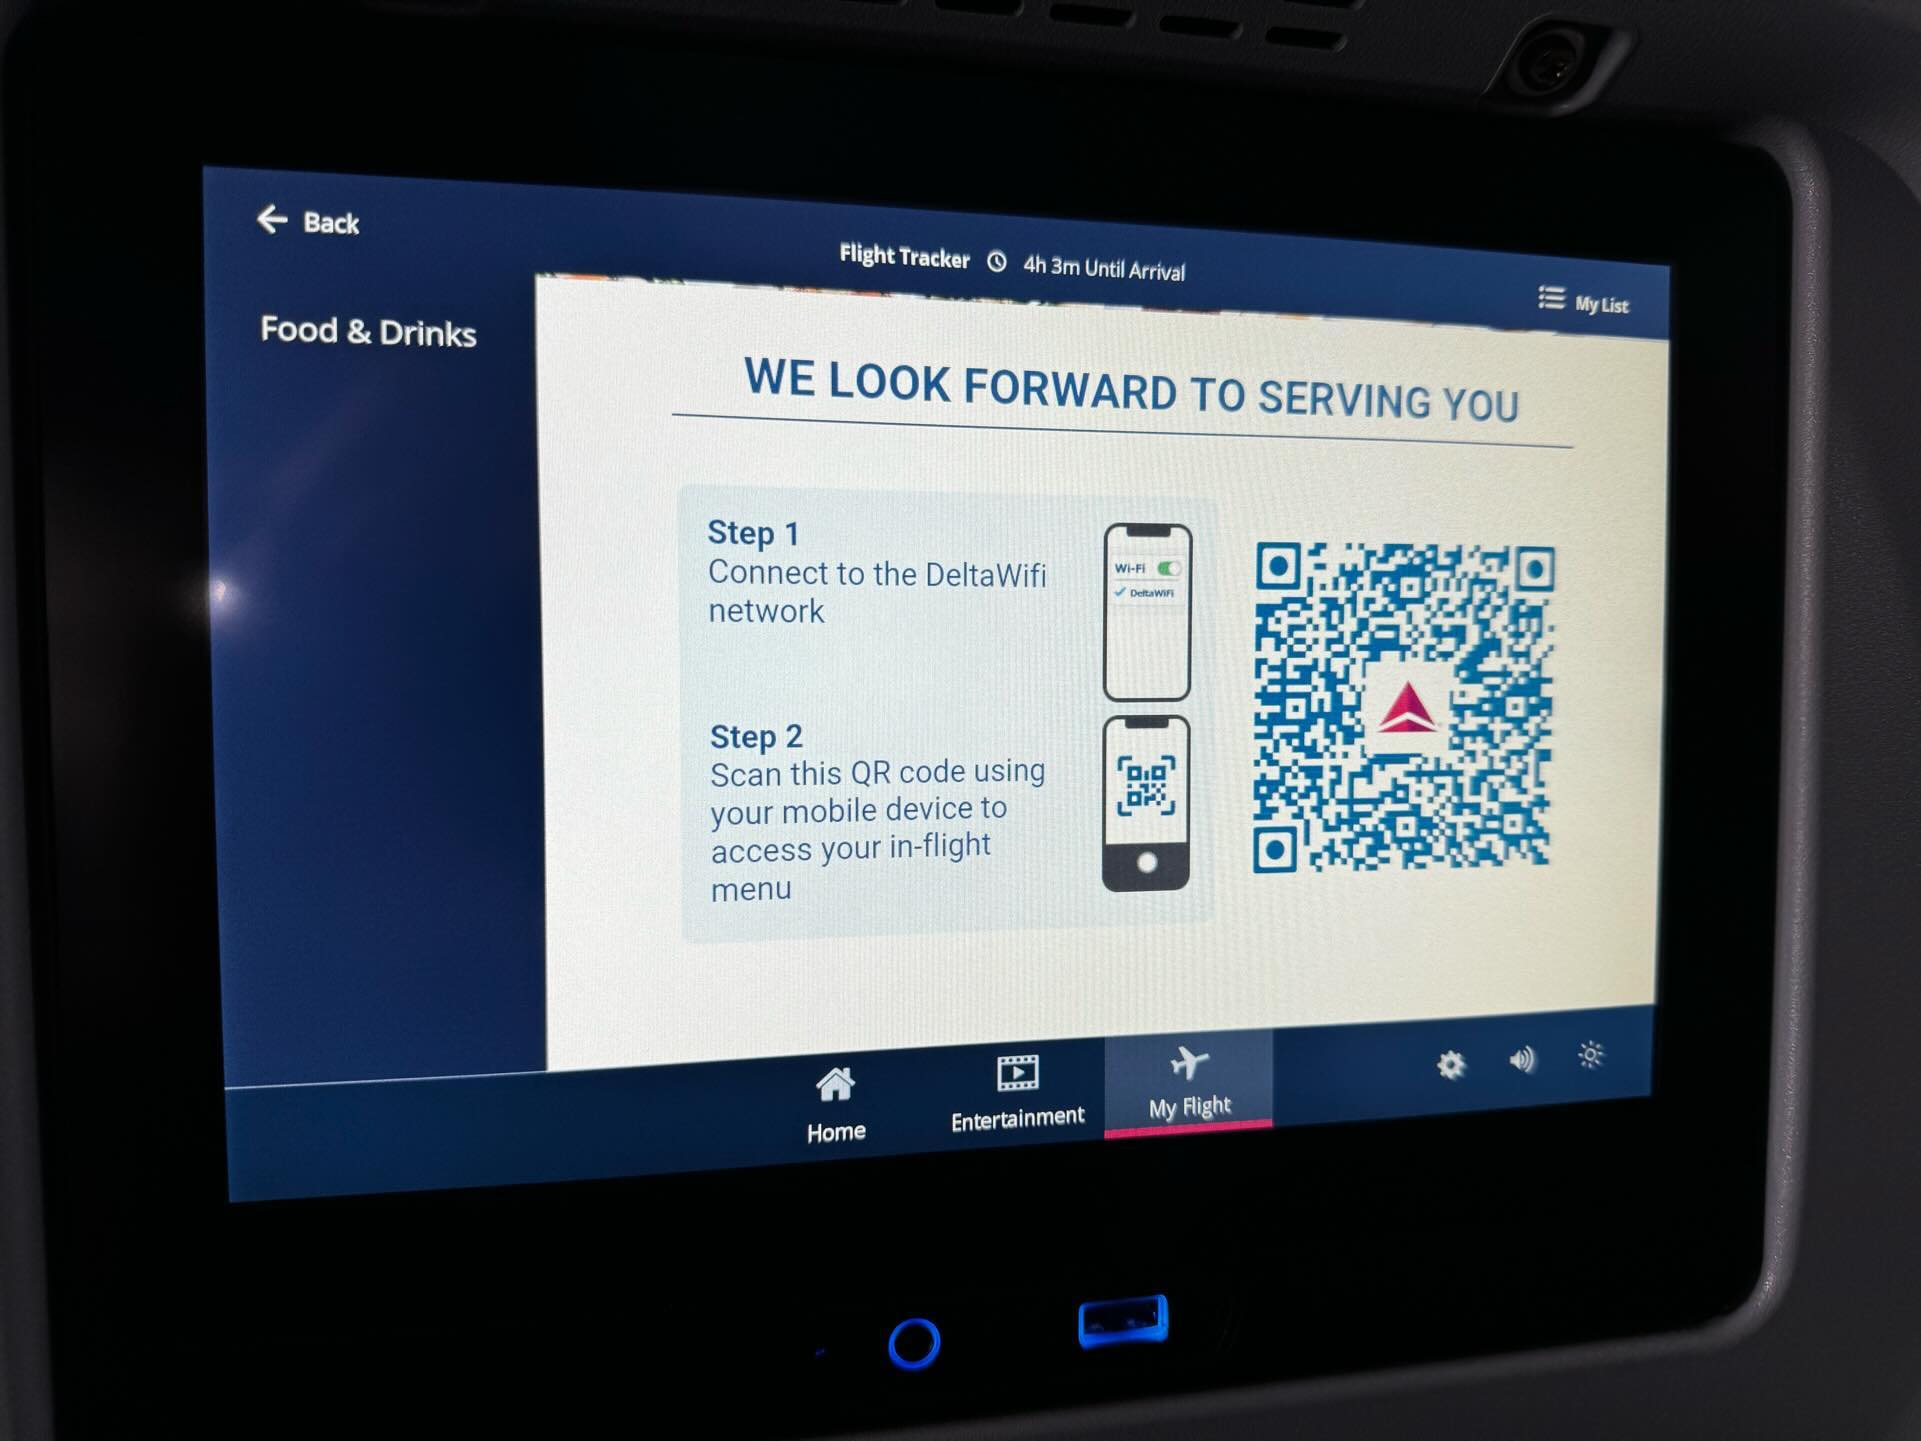 Back
Flight Tracker 4h 3m Until Arrival
My List
Food & Drinks
WE LOOK FORWARD TO SERVING YOU
Step 1
Connect to the DeltaWifi
network
Wi-Fi
DeltaWiFi
Step 2
Scan this QR code using
your mobile device to
access your in-flight
menu
Home
Entertainment
My Flight